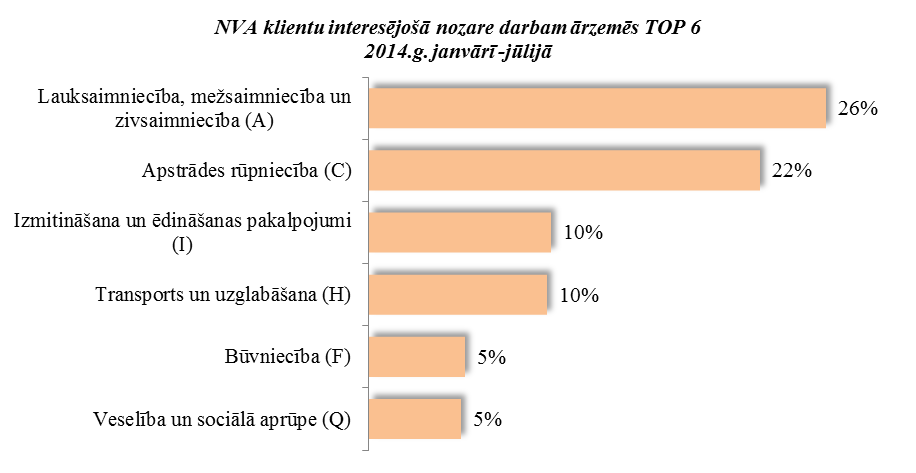 NVA klientu interesējošā nozare darbam ārzemēs TOP 6
2014.g. janvārī -jūlijā
Lauksaimniecība, mežsaimniecība un
zivsaimniecība (A)
26%
Apstrādes rūpniecība (C)
22%
Izmitināšana un ēdināšanas pakalpojumi
(I)
10%
Transports un uzglabāšana (H)
10%
Būvniecība (F)
5%
Veselība un sociālā aprūpe (Q)
5%